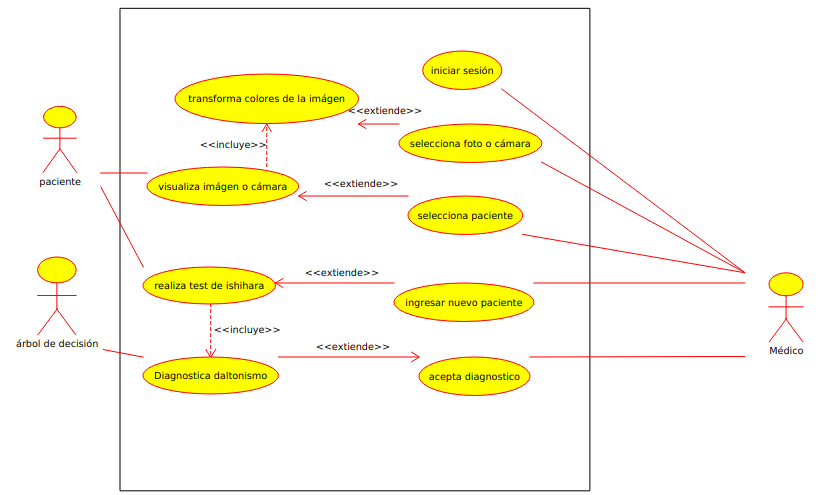 iniciar sesión
transforma colores de la imágen
<<extiende>>
selecciona foto o cámara
<<incluye>>
paciente
visualiza imágen o cámara
<<extiende>>
selecciona paciente
<<extiende>>
realiza test de ishihara
ingresar nuevo paciente
<<incluye>>
árbol de decisión
<<extiende>>
Médico
Diagnostica daltonismo
acepta diagnostico